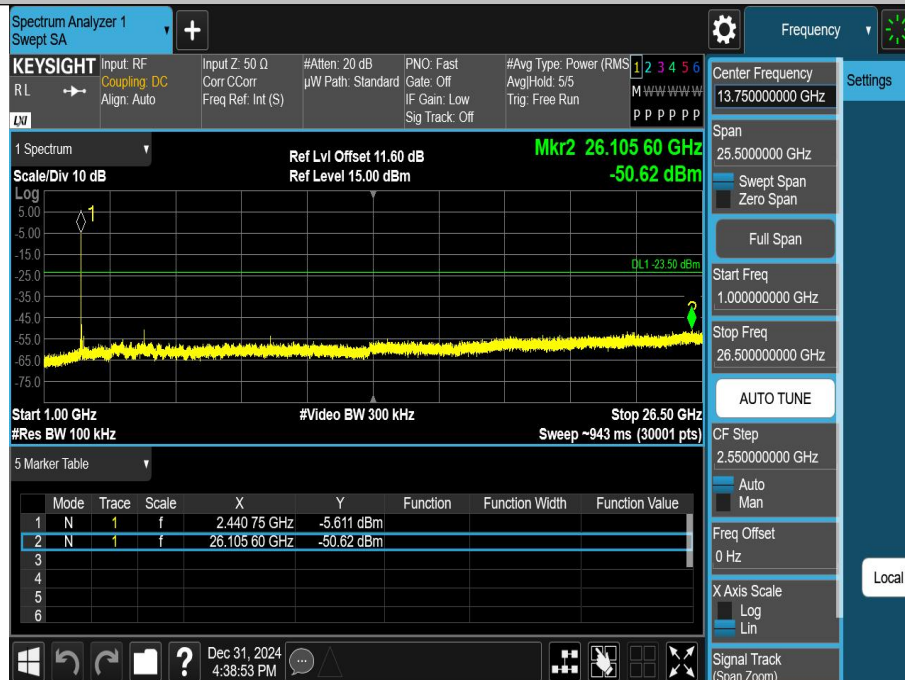 Spectrum Analyzer 1
Swept SA
+
Frequency
KEYSIGHT
RL
LXI
Input: RF
Coupling: DC
Align: Auto
Input Z: 50 Ω
Corr CCorr
Freq Ref: Int (S)
#Atten: 20 dB
µW Path: Standard
PNO: Fast
Gate: Off
IF Gain: Low
Sig Track: Off
#Avg Type: Power (RMS
Avg|Hold: 5/5
Trig: Free Run
1 2 3 4 5 6
M W W W W W
P P P P P P
1 Spectrum
Scale/Div 10 dB
Ref Lvl Offset 11.60 dB
Ref Level 15.00 dBm
Mkr2 26.105 60 GHz
-50.62 dBm
Log
5.00
-5.00
-15.0
-25.0
-35.0
-45.0
-55.0
-65.0
-75.0
1
DL1 -23.50 dBm
2
Start 1.00 GHz
#Video BW 300 kHz
Stop 26.50 GHz
#Res BW 100 kHz
Sweep ~943 ms (30001 pts)
5 Marker Table
Mode Trace Scale X Y Function Function Width Function Value
1 N 1 f 2.440 75 GHz -5.611 dBm
2 N 1 f 26.105 60 GHz -50.62 dBm
3
4
5
6
?
Dec 31, 2024
4:38:53 PM
Center Frequency
13.750000000 GHz
Settings
Span
25.5000000 GHz
Swept Span
Zero Span
Full Span
Start Freq
1.000000000 GHz
Stop Freq
26.500000000 GHz
AUTO TUNE
CF Step
2.550000000 GHz
Auto
Man
Freq Offset
0 Hz
Local
X Axis Scale
Log
Lin
Signal Track
(Span Zoom)